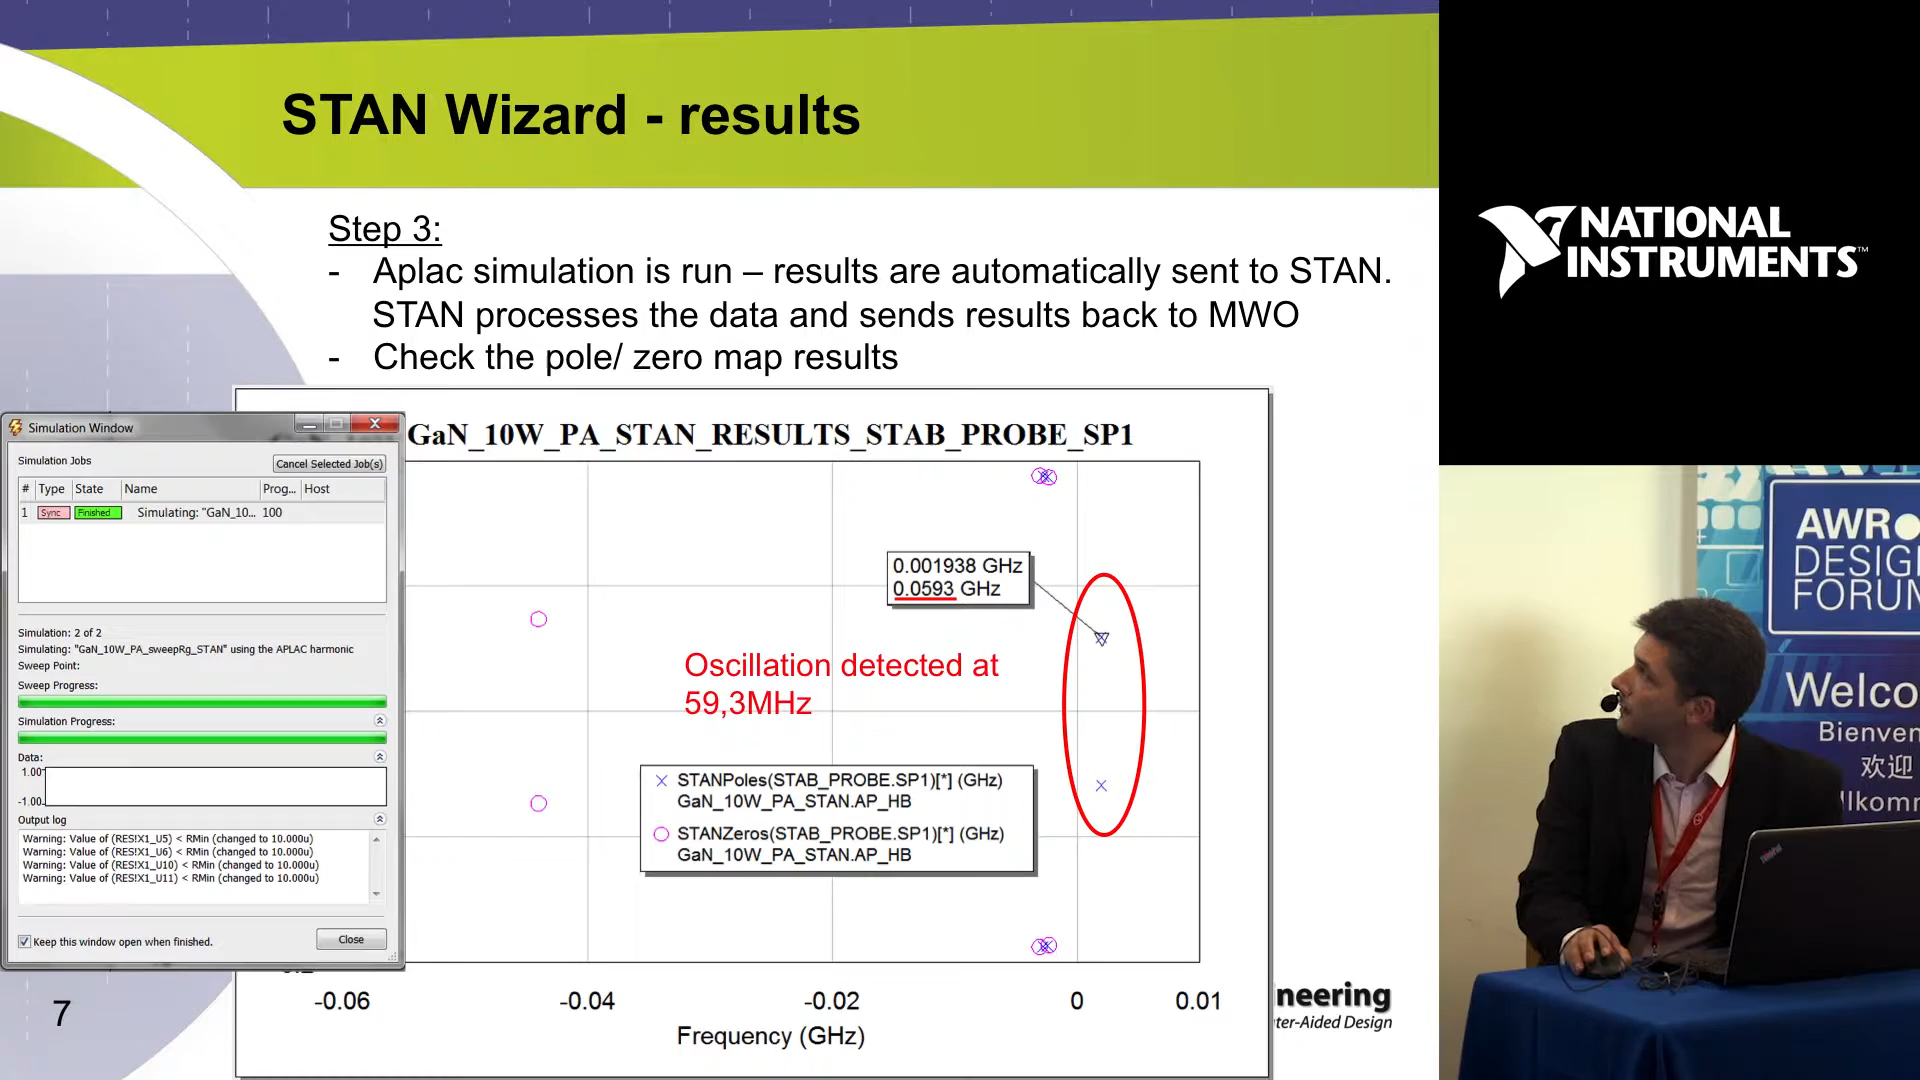 STAN Wizard - results
Step 3:
- Aplac simulation is run – results are automatically sent to STAN.
STAN processes the data and sends results back to MWO
- Check the pole/ zero map results
NATIONAL
INSTRUMENTS™
Simulation Window
Simulation Jobs
Cancel Selected Job(s)
# Type State Name Prog... Host
1 Sync Finished Simulating: "GaN_10... 100
Simulation: 2 of 2
Simulating: "GaN_10W_PA_sweepRg_STAN" using the APLAC harmonic
Sweep Point:
Sweep Progress:
Simulation Progress:
Data:
1.00
-1.00
Output log
Warning: Value of (RES!X1_U5) < RMin (changed to 10.000u)
Warning: Value of (RES!X1_U6) < RMin (changed to 10.000u)
Warning: Value of (RES!X1_U10) < RMin (changed to 10.000u)
Warning: Value of (RES!X1_U11) < RMin (changed to 10.000u)
Keep this window open when finished.
Close
GaN_10W_PA_STAN_RESULTS_STAB_PROBE_SP1
0.001938 GHz
0.0593 GHz
Oscillation detected at
59,3MHz
STANPoles(STAB_PROBE.SP1)[*] (GHz)
GaN_10W_PA_STAN.AP_HB
STANZeros(STAB_PROBE.SP1)[*] (GHz)
GaN_10W_PA_STAN.AP_HB
-0.06 -0.04 -0.02 0 0.01
Frequency (GHz)
7
neering
ter-Aided Design
AWR
DESIGN
FORUM
Welco
Bienven
欢迎
lkomm
ThinkPad